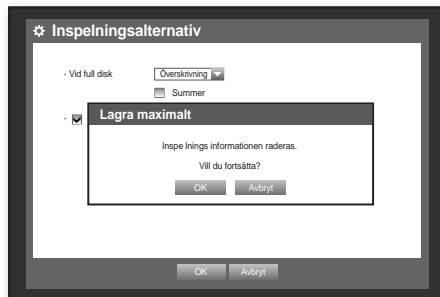 Inspelningsalternativ
· Vid full disk
Överskrivning
Summer
·
Lagra maximalt
Inspe lnings informationen raderas.
Vill du fortsätta?
OK Avbryt
OK Avbryt